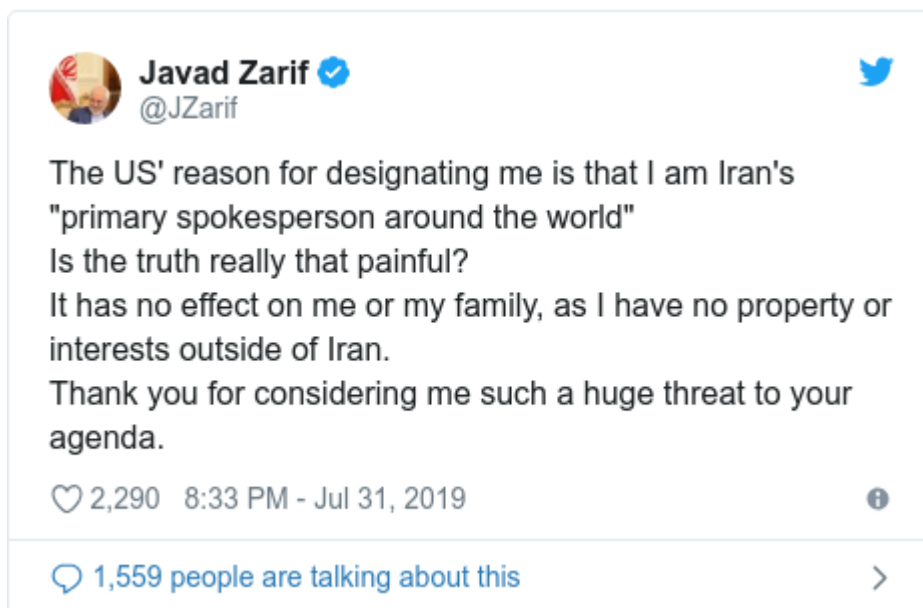 Javad Zarif
@JZarif
The US' reason for designating me is that I am Iran's
"primary spokesperson around the world"
Is the truth really that painful?
It has no effect on me or my family, as I have no property or
interests outside of Iran.
Thank you for considering me such a huge threat to your
agenda.
2,290 8:33 PM - Jul 31, 2019
1,559 people are talking about this